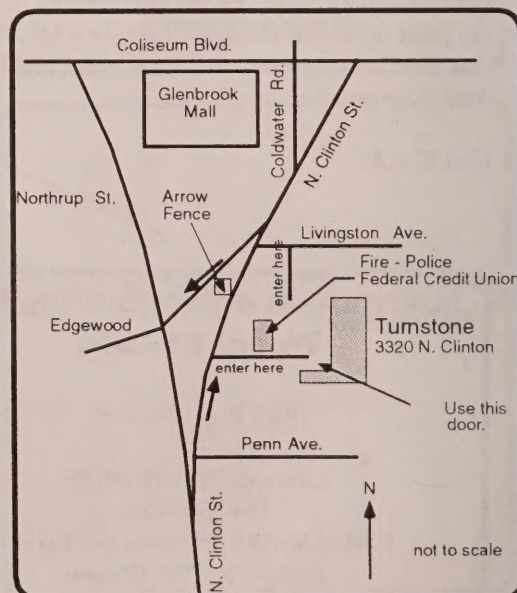 Coliseum Blvd.
Glenbrook
Mall
Coldwater Rd.
N. Clinton St.
Northrup St.
Arrow
Fence
Livingston Ave.
enter here
Fire - Police
Federal Credit Union
Edgewood
Turnstone
3320 N. Clinton
enter here
Use this
door.
Penn Ave.
N. Clinton St.
N
not to scale